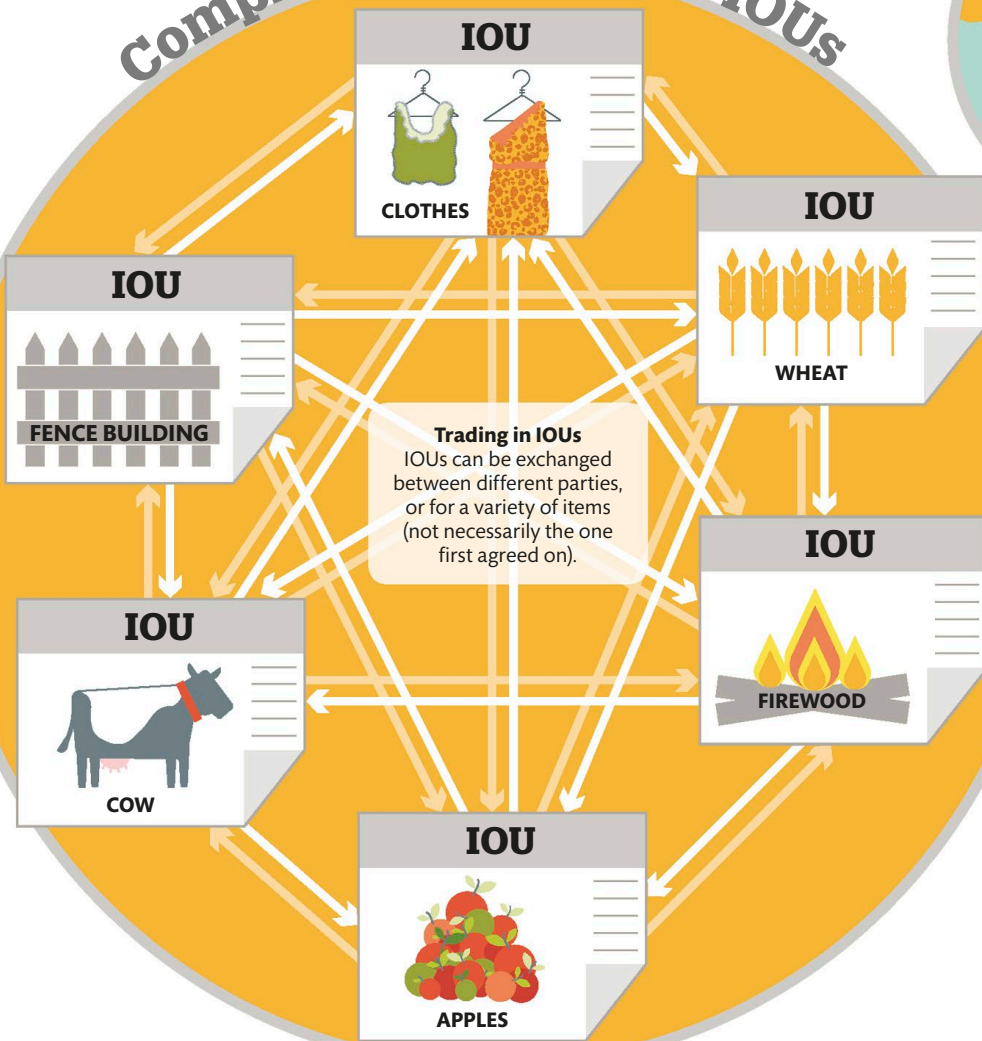 IOUs
IOU
CLOTHES
IOU
WHEAT
IOU
FENCE BUILDING
Trading in IOUs
IOUs can be exchanged
between different parties,
or for a variety of items
(not necessarily the one
first agreed on).
IOU
FIREWOOD
IOU
COW
IOU
APPLES